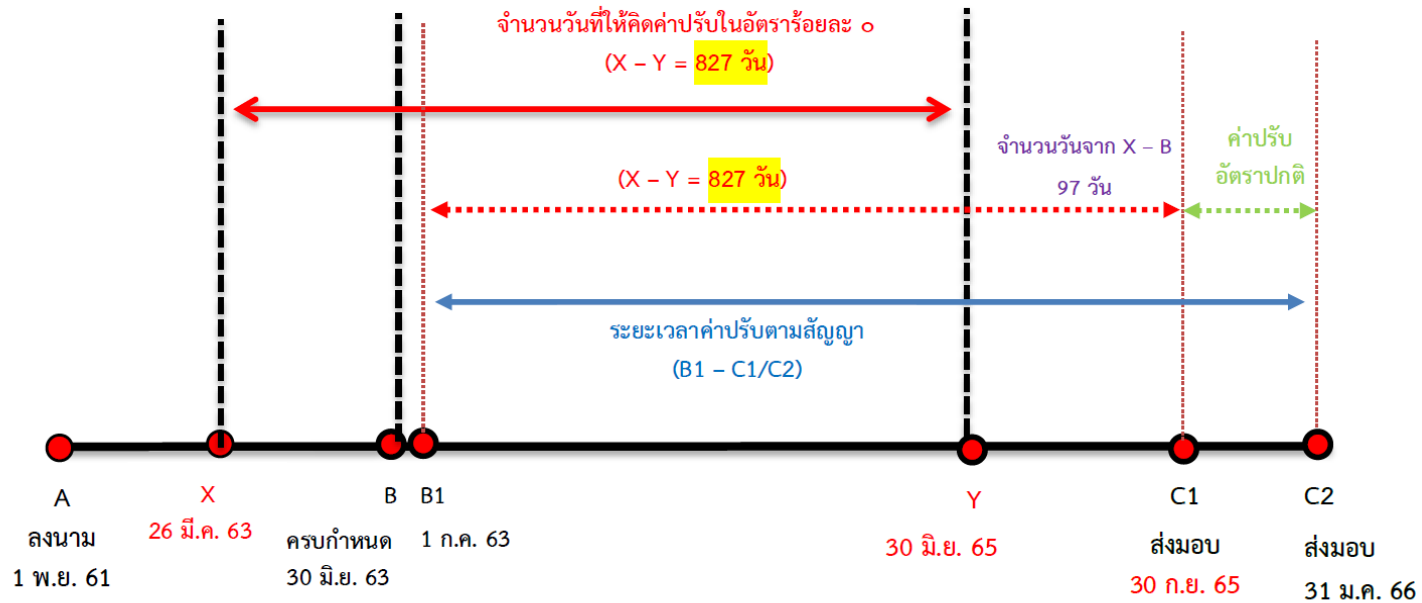 จำนวนวันที่ให้คิดค่าปรับในอัตราร้อยละ ๐
(X – Y = 827 วัน)
(X – Y = 827 วัน)
จำนวนวันจาก X – B
97 วัน
ค่าปรับ
อัตราปกติ
ระยะเวลาค่าปรับตามสัญญา
(B1 – C1/C2)
A
ลงนาม
1 พ.ย. 61
X
26 มี.ค. 63
B
ครบกำหนด
30 มิ.ย. 63
B1
1 ก.ค. 63
Y
30 มิ.ย. 65
C1
ส่งมอบ
30 ก.ย. 65
C2
ส่งมอบ
31 ม.ค. 66